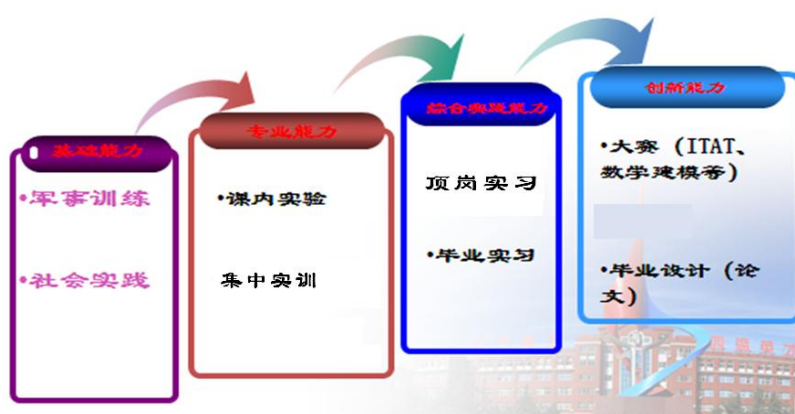 基础能力
•军事训练
•社会实践
专业能力
•课内实验
集中实训
综合实践能力
顶岗实习
•毕业实习
创新能力
•大赛（ITAT、
数学建模等）
•毕业设计（论
文）